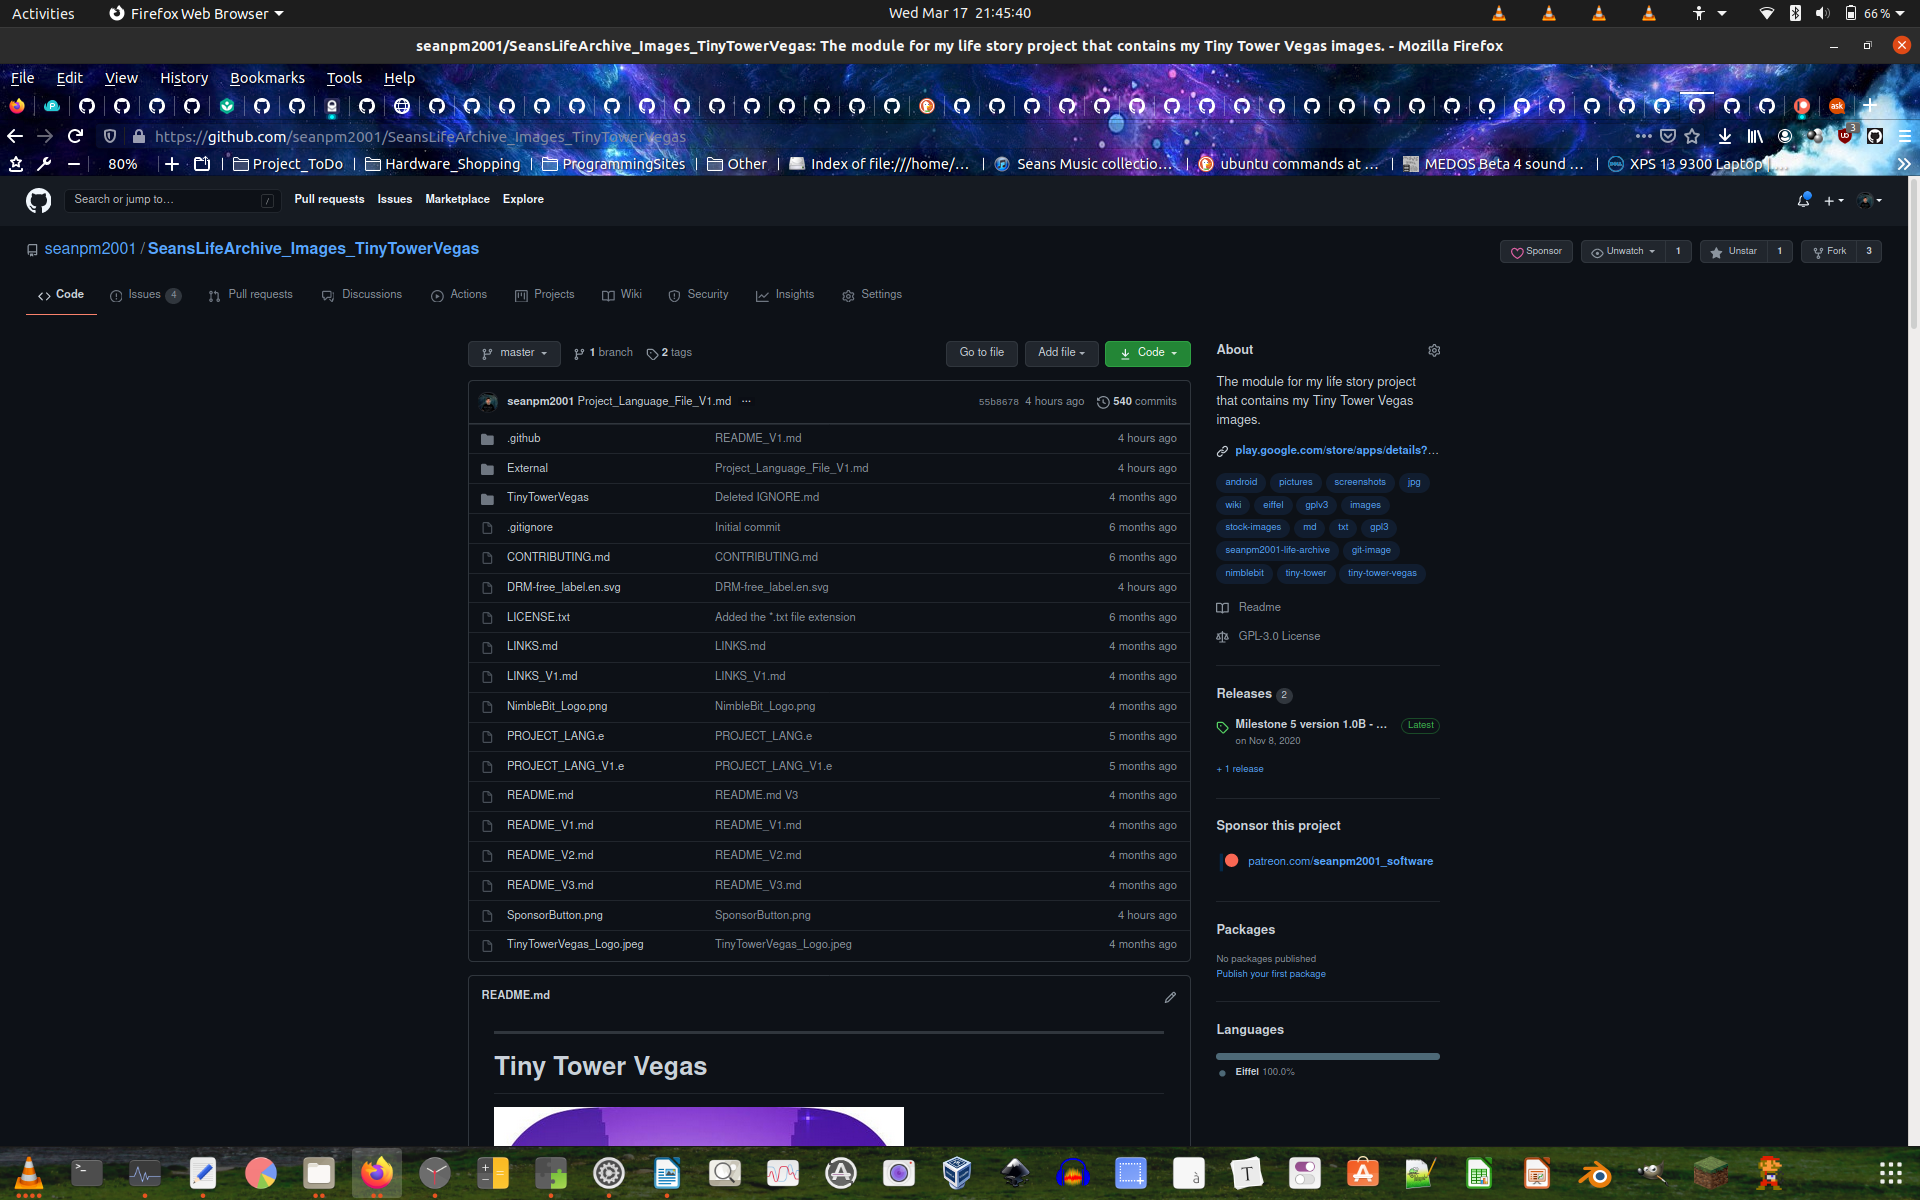 Activities Firefox Web Browser Wed Mar 17 21:45:40 66 %
seanpm2001/SeansLifeArchive_Images_TinyTowerVegas: The module for my life story project that contains my Tiny Tower Vegas images. - Mozilla Firefox
File Edit View History Bookmarks Tools Help
https://github.com/seanpm2001/SeansLifeArchive_Images_TinyTowerVegas 3
80% Project_ToDo Hardware_Shopping ProgrammingSites Other Index of file:///home/... Seans Music collectio... ubuntu commands at ... MEDOS Beta 4 sound ... XPS 13 9300 Laptop
Search or jump to... / Pull requests Issues Marketplace Explore
seanpm2001 / SeansLifeArchive_Images_TinyTowerVegas Sponsor Unwatch 1 Unstar 1 Fork 3
Code Issues 4 Pull requests Discussions Actions Projects Wiki Security Insights Settings
master 1 branch 2 tags Go to file Add file Code
seanpm2001 Project_Language_File_V1.md ... 55b8678 4 hours ago 540 commits
.github README_V1.md 4 hours ago
External Project_Language_File_V1.md 4 hours ago
TinyTowerVegas Deleted IGNORE.md 4 months ago
.gitignore Initial commit 6 months ago
CONTRIBUTING.md CONTRIBUTING.md 6 months ago
DRM-free_label.en.svg DRM-free_label.en.svg 4 hours ago
LICENSE.txt Added the *.txt file extension 6 months ago
LINKS.md LINKS.md 4 months ago
LINKS_V1.md LINKS_V1.md 4 months ago
NimbleBit_Logo.png NimbleBit_Logo.png 4 months ago
PROJECT_LANG.e PROJECT_LANG.e 5 months ago
PROJECT_LANG_V1.e PROJECT_LANG_V1.e 5 months ago
README.md README.md V3 4 months ago
README_V1.md README_V1.md 4 months ago
README_V2.md README_V2.md 4 months ago
README_V3.md README_V3.md 4 months ago
SponsorButton.png SponsorButton.png 4 hours ago
TinyTowerVegas_Logo.jpeg TinyTowerVegas_Logo.jpeg 4 months ago
README.md
Tiny Tower Vegas
About
The module for my life story project
that contains my Tiny Tower Vegas
images.
play.google.com/store/apps/details?...
android pictures screenshots jpg
wiki eiffel gplv3 images
stock-images md txt gpl3
seanpm2001-life-archive git-image
nimblebit tiny-tower tiny-tower-vegas
Readme
GPL-3.0 License
Releases 2
Milestone 5 version 1.0B - ... Latest
on Nov 8, 2020
+ 1 release
Sponsor this project
patreon.com/seanpm2001_software
Packages
No packages published
Publish your first package
Languages
Eiffel 100.0%